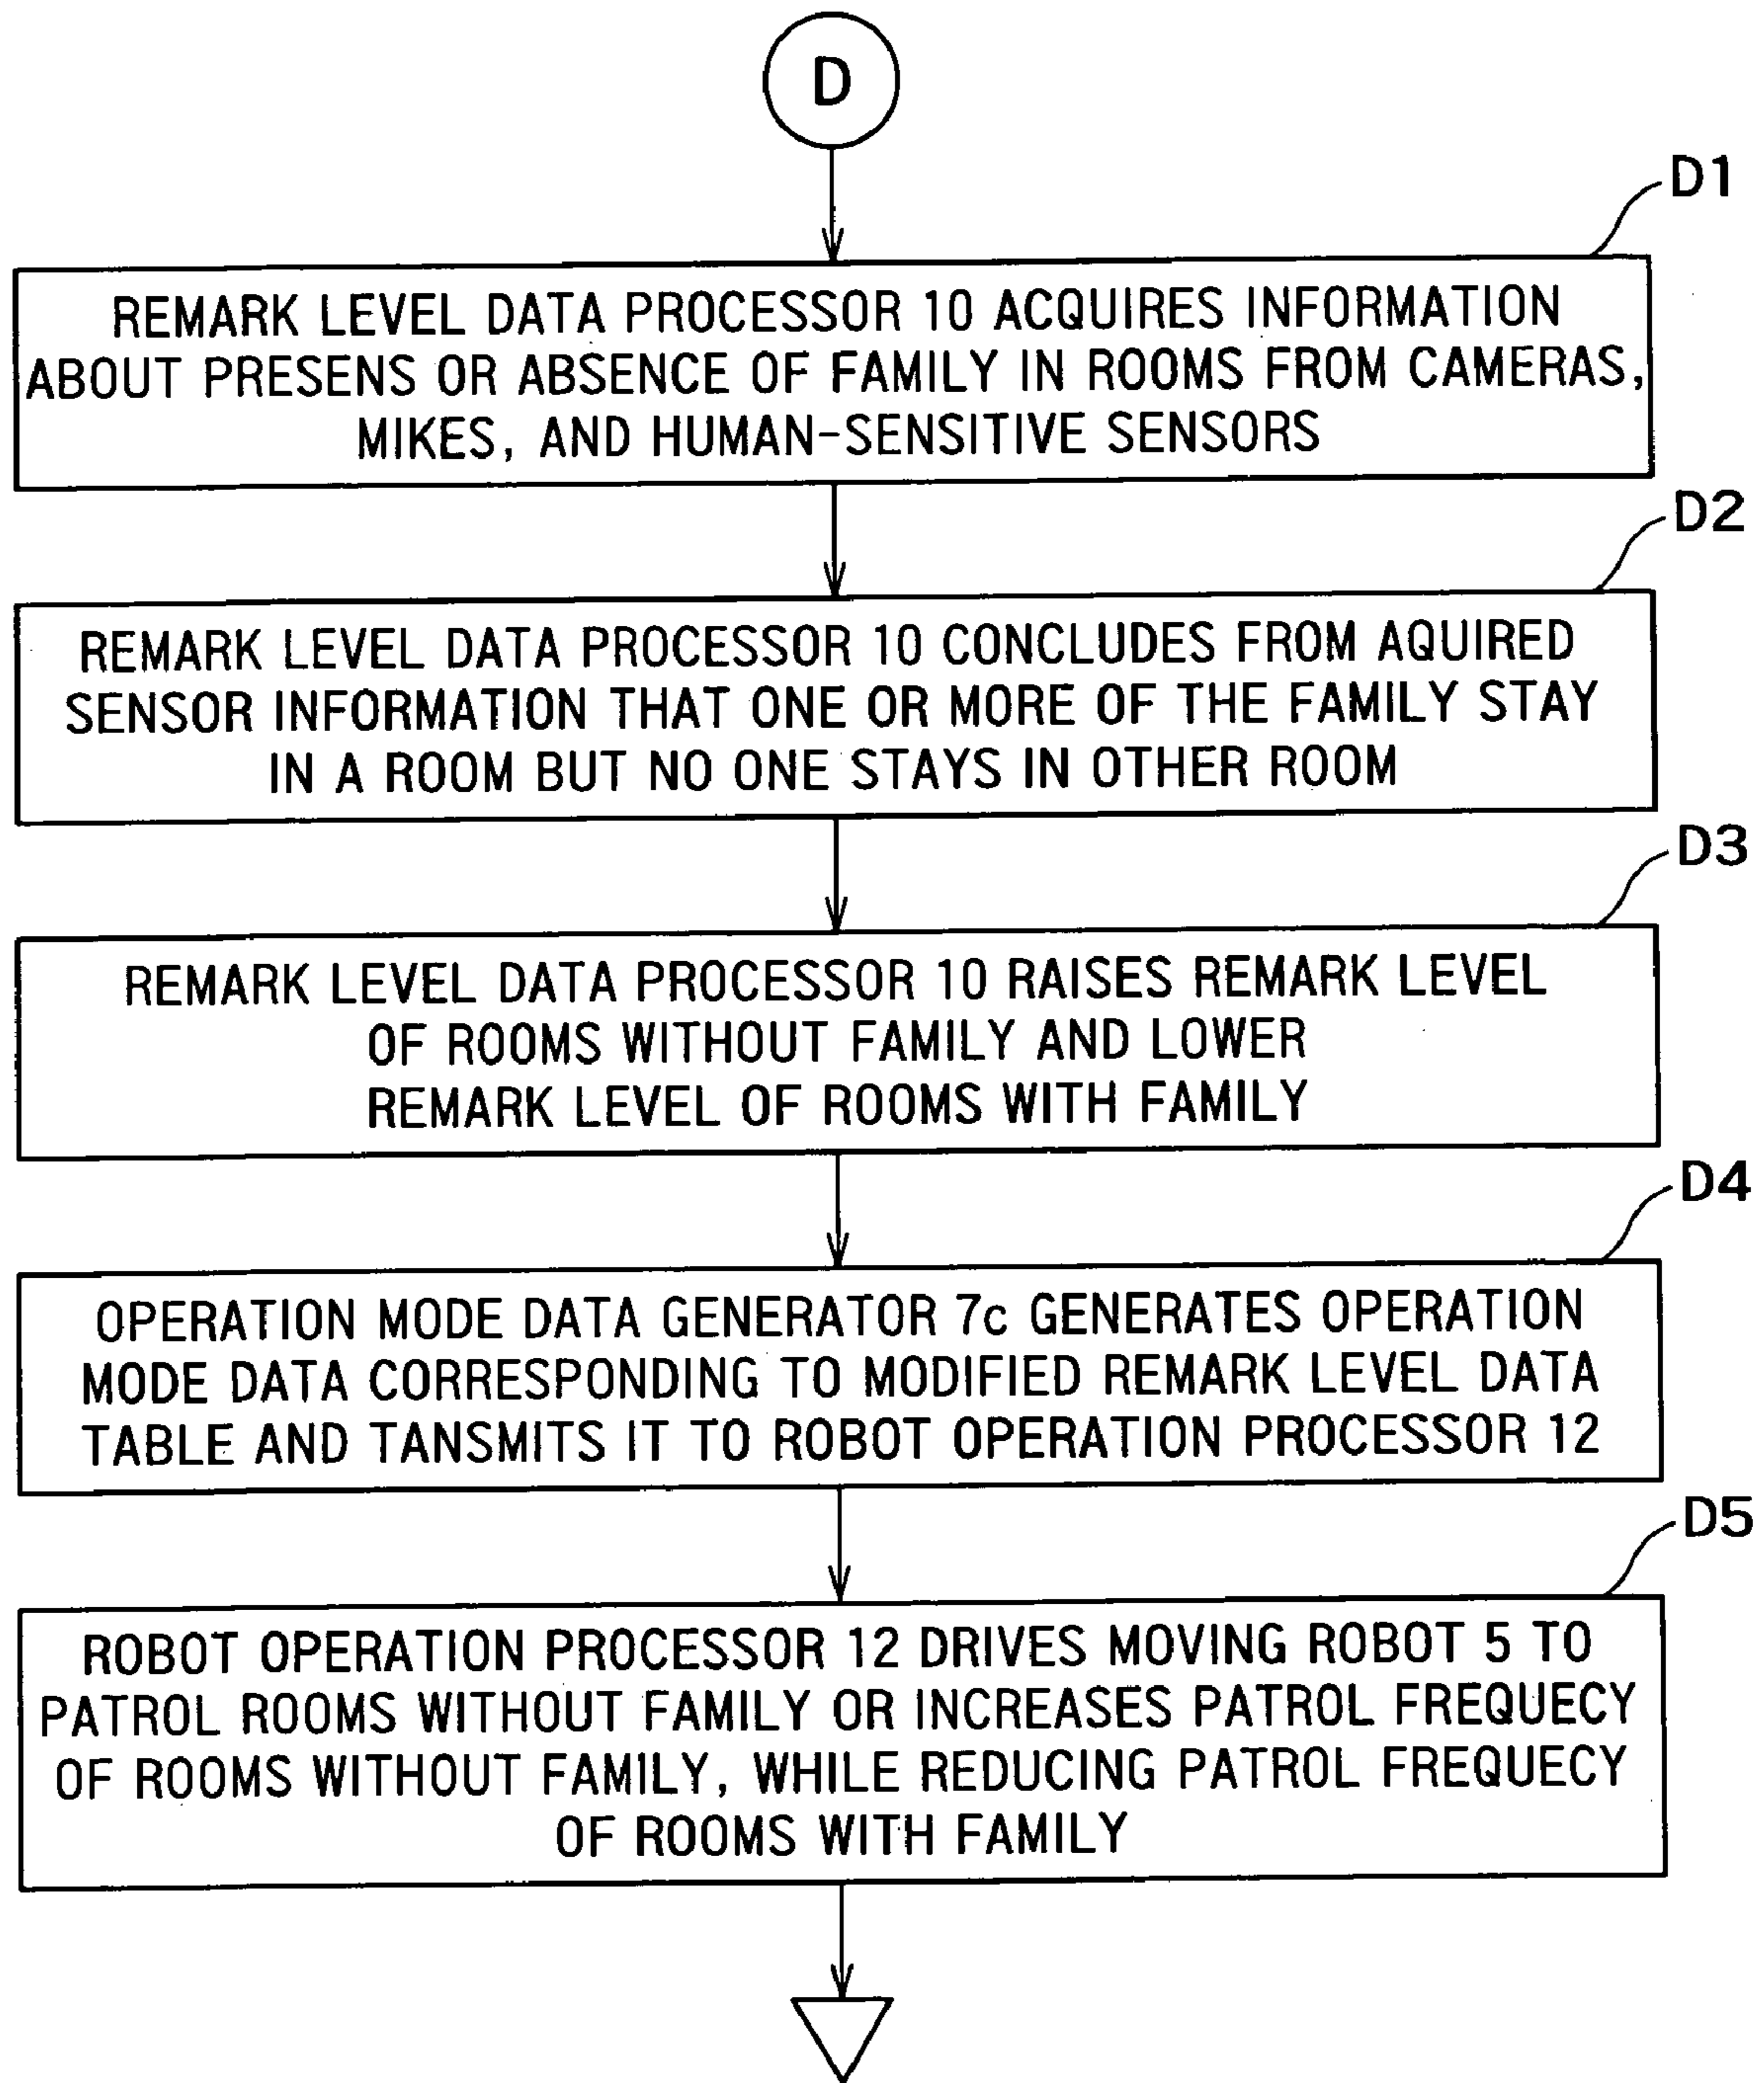 D
D1
REMARK LEVEL DATA PROCESSOR 10 ACQUIRES INFORMATION
ABOUT PRESENS OR ABSENCE OF FAMILY IN ROOMS FROM CAMERAS,
MIKES, AND HUMAN-SENSITIVE SENSORS
D2
REMARK LEVEL DATA PROCESSOR 10 CONCLUDES FROM AQUIRED
SENSOR INFORMATION THAT ONE OR MORE OF THE FAMILY STAY
IN A ROOM BUT NO ONE STAYS IN OTHER ROOM
D3
REMARK LEVEL DATA PROCESSOR 10 RAISES REMARK LEVEL
OF ROOMS WITHOUT FAMILY AND LOWER
REMARK LEVEL OF ROOMS WITH FAMILY
D4
OPERATION MODE DATA GENERATOR 7c GENERATES OPERATION
MODE DATA CORRESPONDING TO MODIFIED REMARK LEVEL DATA
TABLE AND TANSMITS IT TO ROBOT OPERATION PROCESSOR 12
D5
ROBOT OPERATION PROCESSOR 12 DRIVES MOVING ROBOT 5 TO
PATROL ROOMS WITHOUT FAMILY OR INCREASES PATROL FREQUECY
OF ROOMS WITHOUT FAMILY, WHILE REDUCING PATROL FREQUECY
OF ROOMS WITH FAMILY